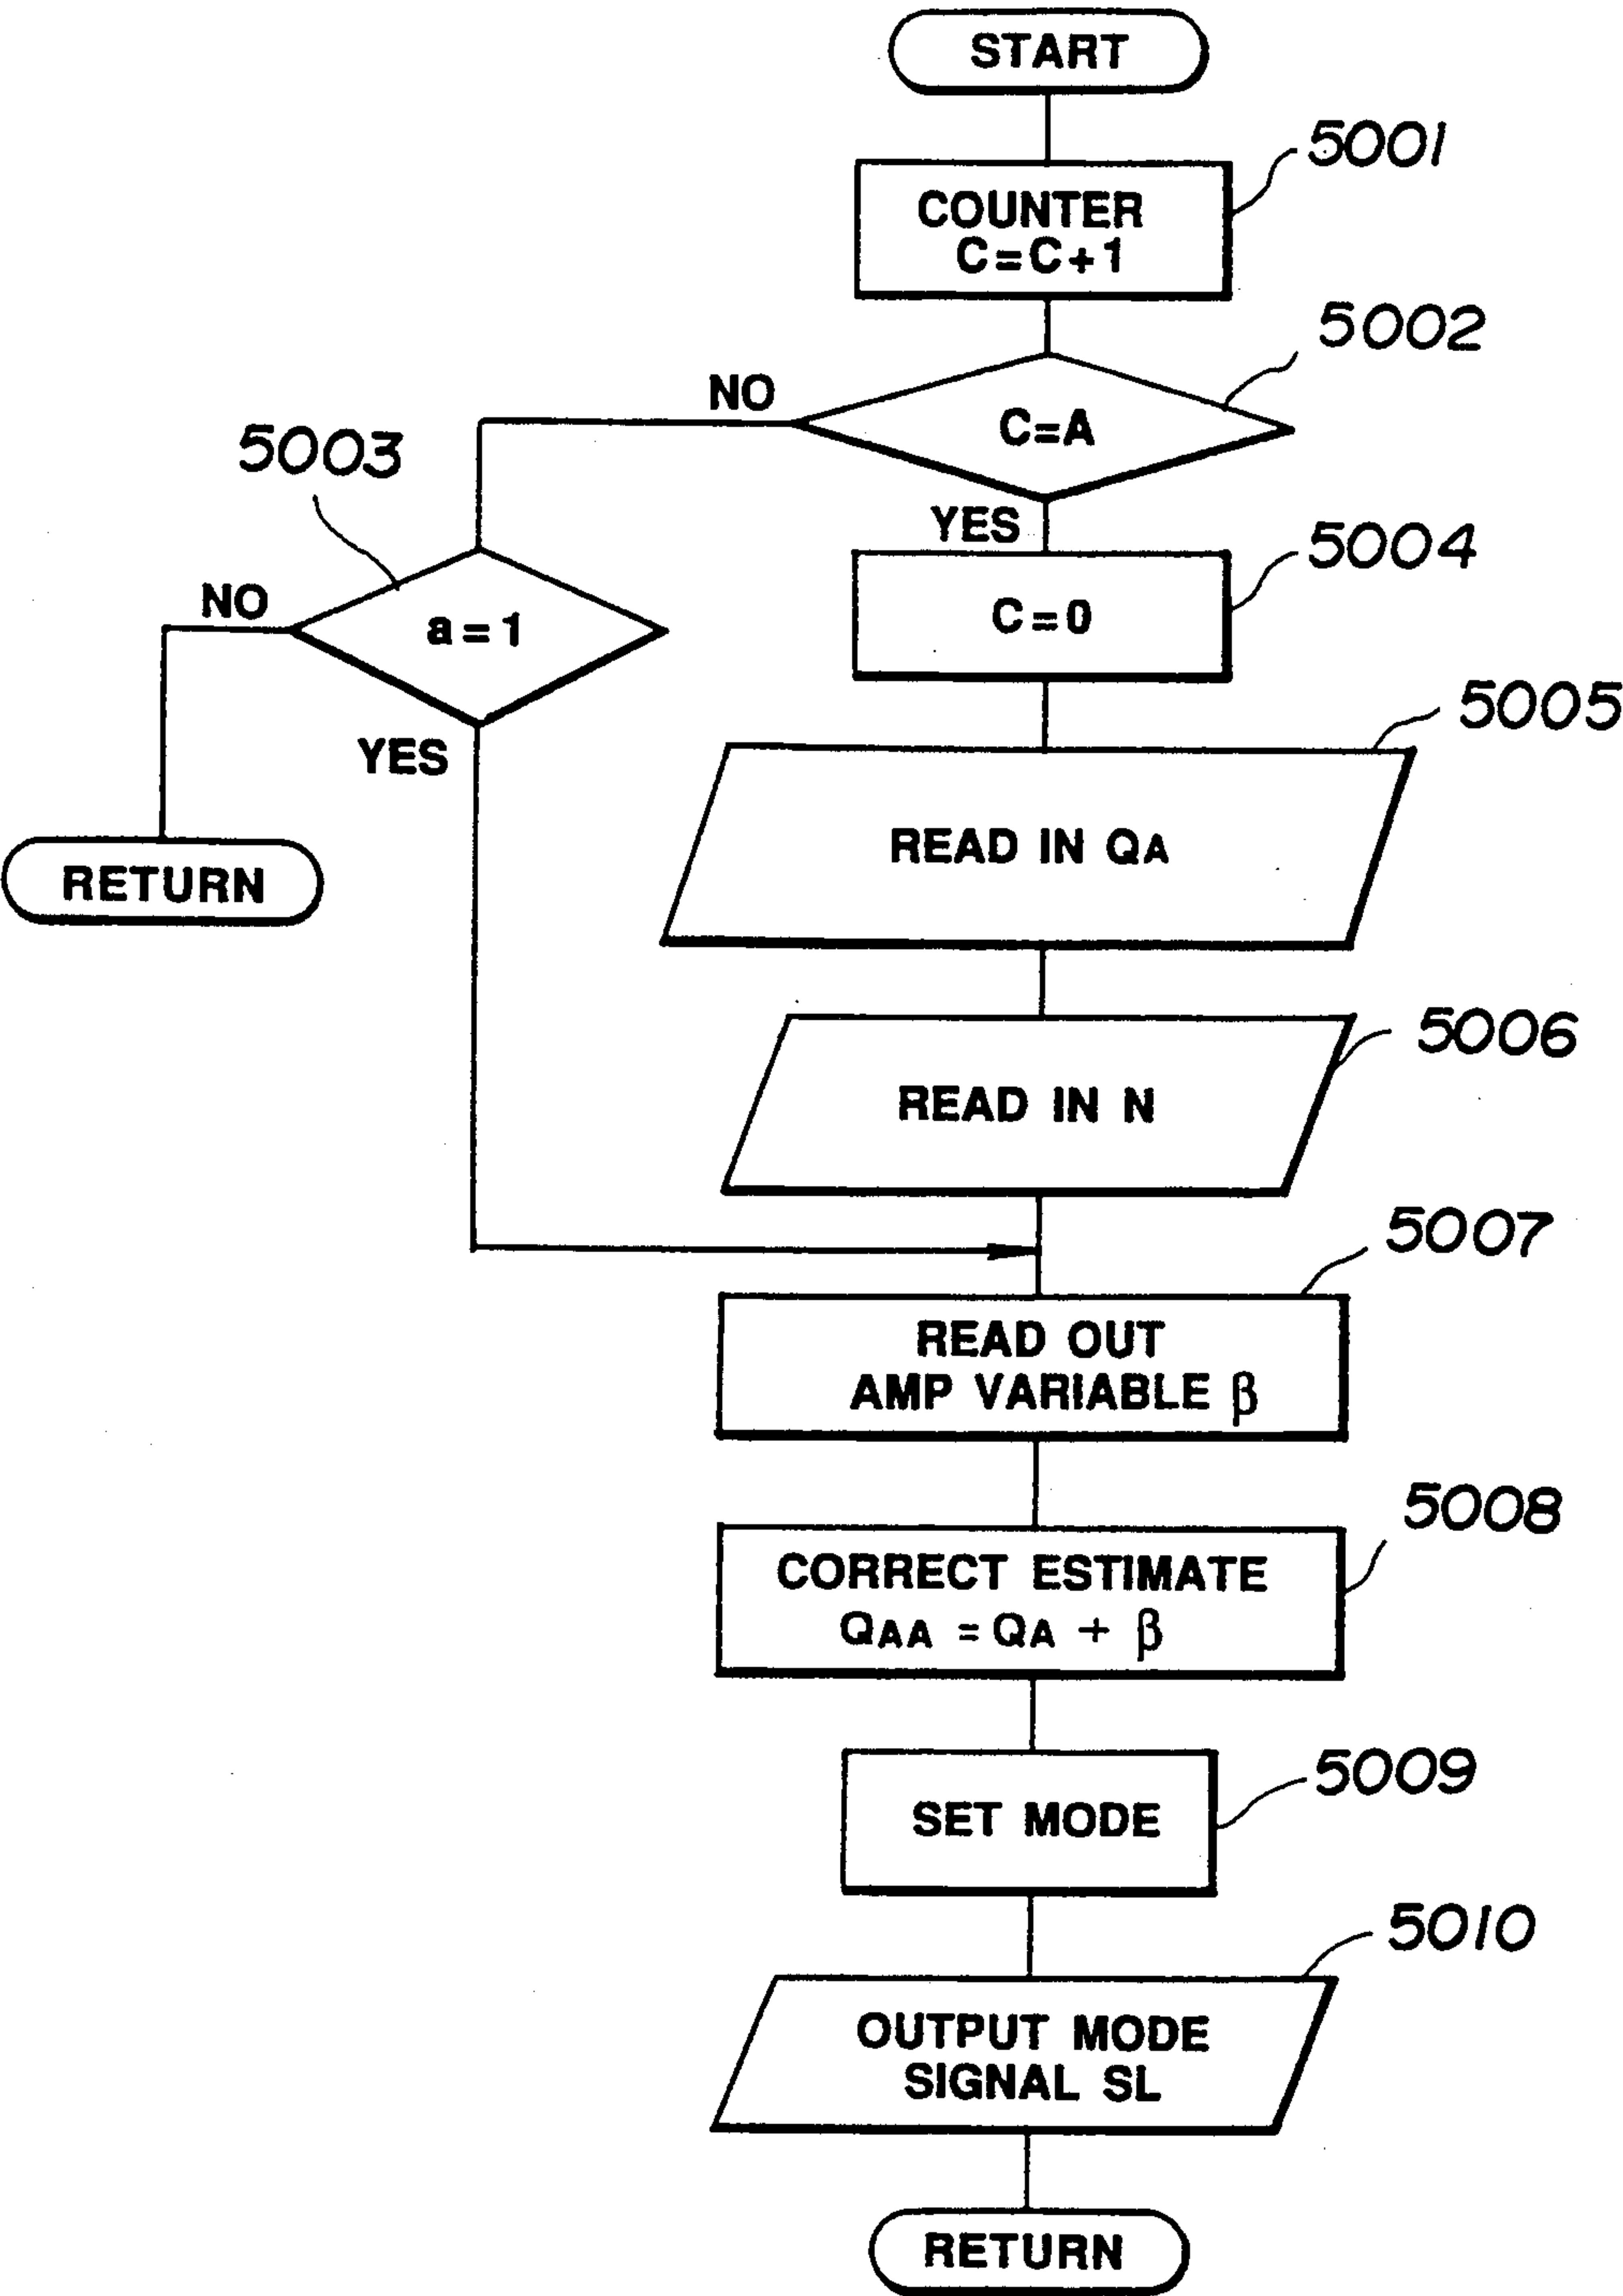 START
5001
COUNTER
C=C+1
5002
NO
C=A
5003
YES
5004
NO
a=1
C=0
5005
YES
READ IN QA
RETURN
5006
READ IN N
5007
READ OUT
AMP VARIABLE β
5008
CORRECT ESTIMATE
QAA = QA + β
5009
SET MODE
5010
OUTPUT MODE
SIGNAL SL
RETURN